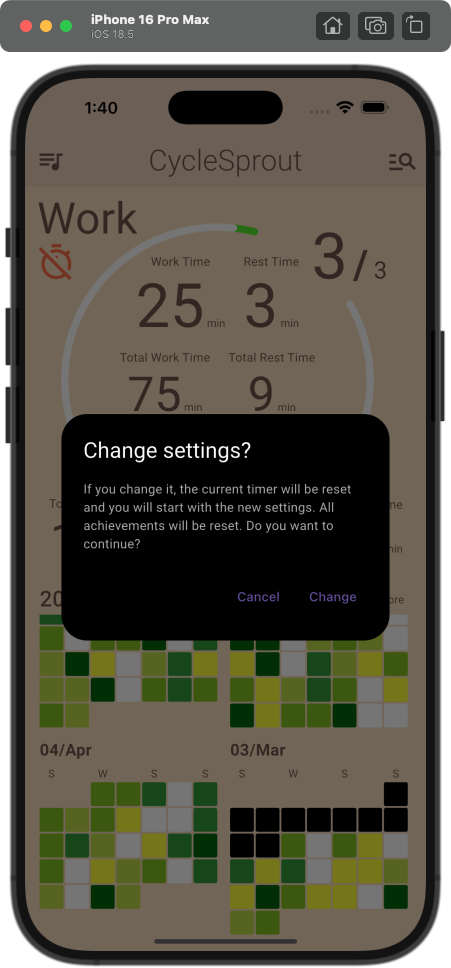 iPhone 16 Pro Max
iOS 18.5
1:40
CycleSprout
Work
3/3
Work Time
Rest Time
25 min
3 min
Total Work Time
Total Rest Time
75 min
9 min
Change settings?
If you change it, the current timer will be reset
and you will start with the new settings. All
achievements will be reset. Do you want to
continue?
Cancel
Change
04/Apr
03/Mar
S W S S
S W S S